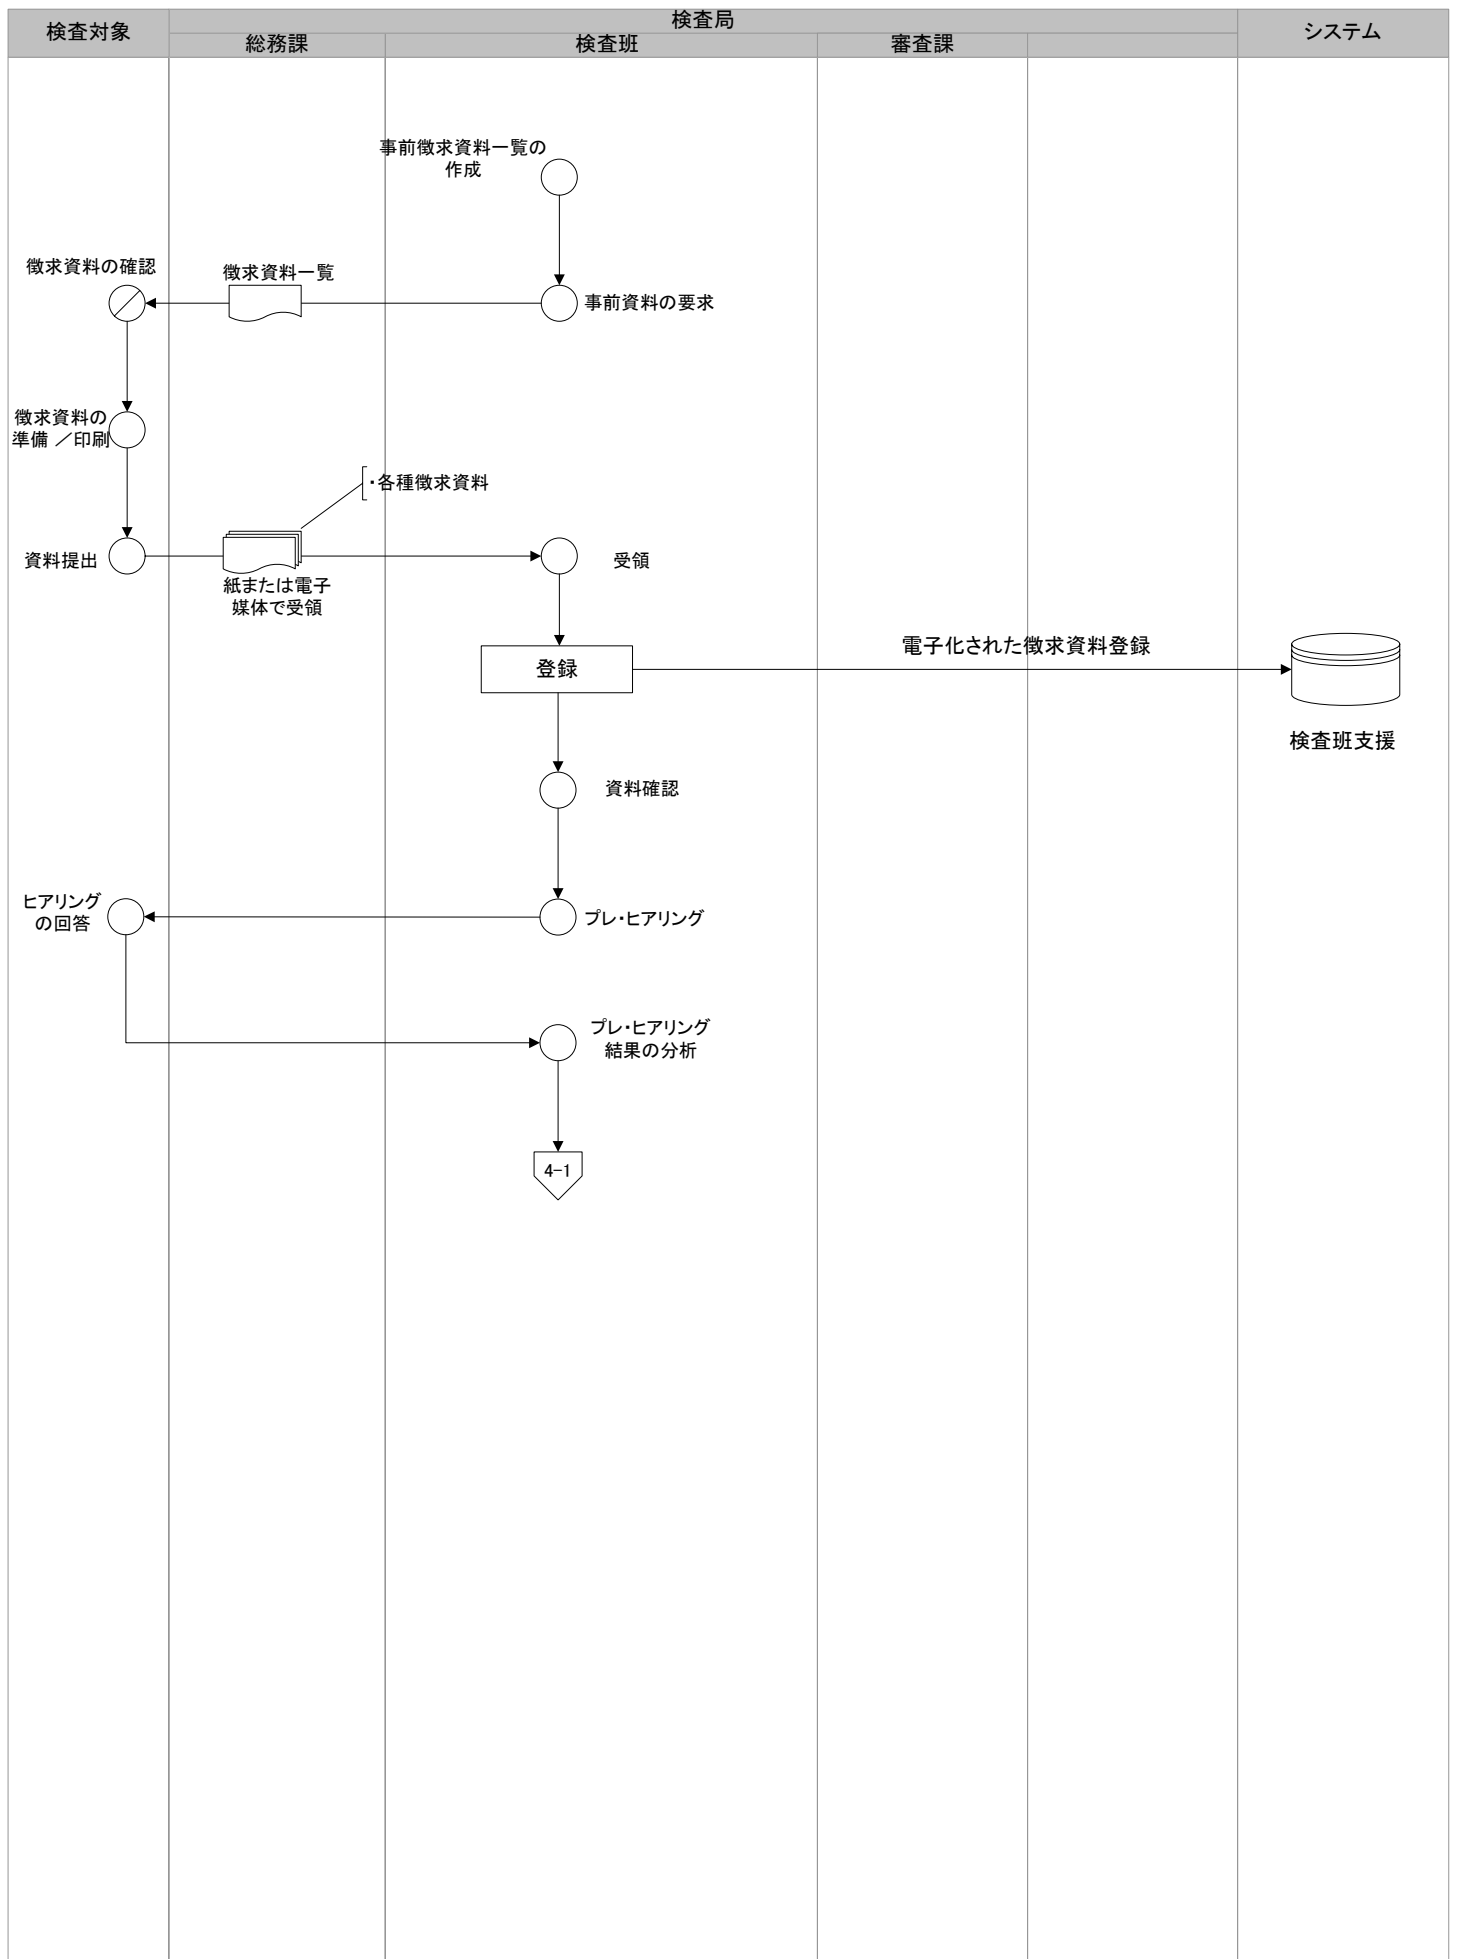 検査対象
検査局
システム
総務課
検査班
審査課
事前徴求資料一覧の
作成
徴求資料の確認
徴求資料一覧
事前資料の要求
徴求資料の
準備 ／印刷
・各種徴求資料
資料提出
受領
紙または電子
媒体で受領
登録
電子化された徴求資料登録
検査班支援
資料確認
ヒアリング
の回答
プレ・ヒアリング
プレ・ヒアリング
結果の分析
4-1